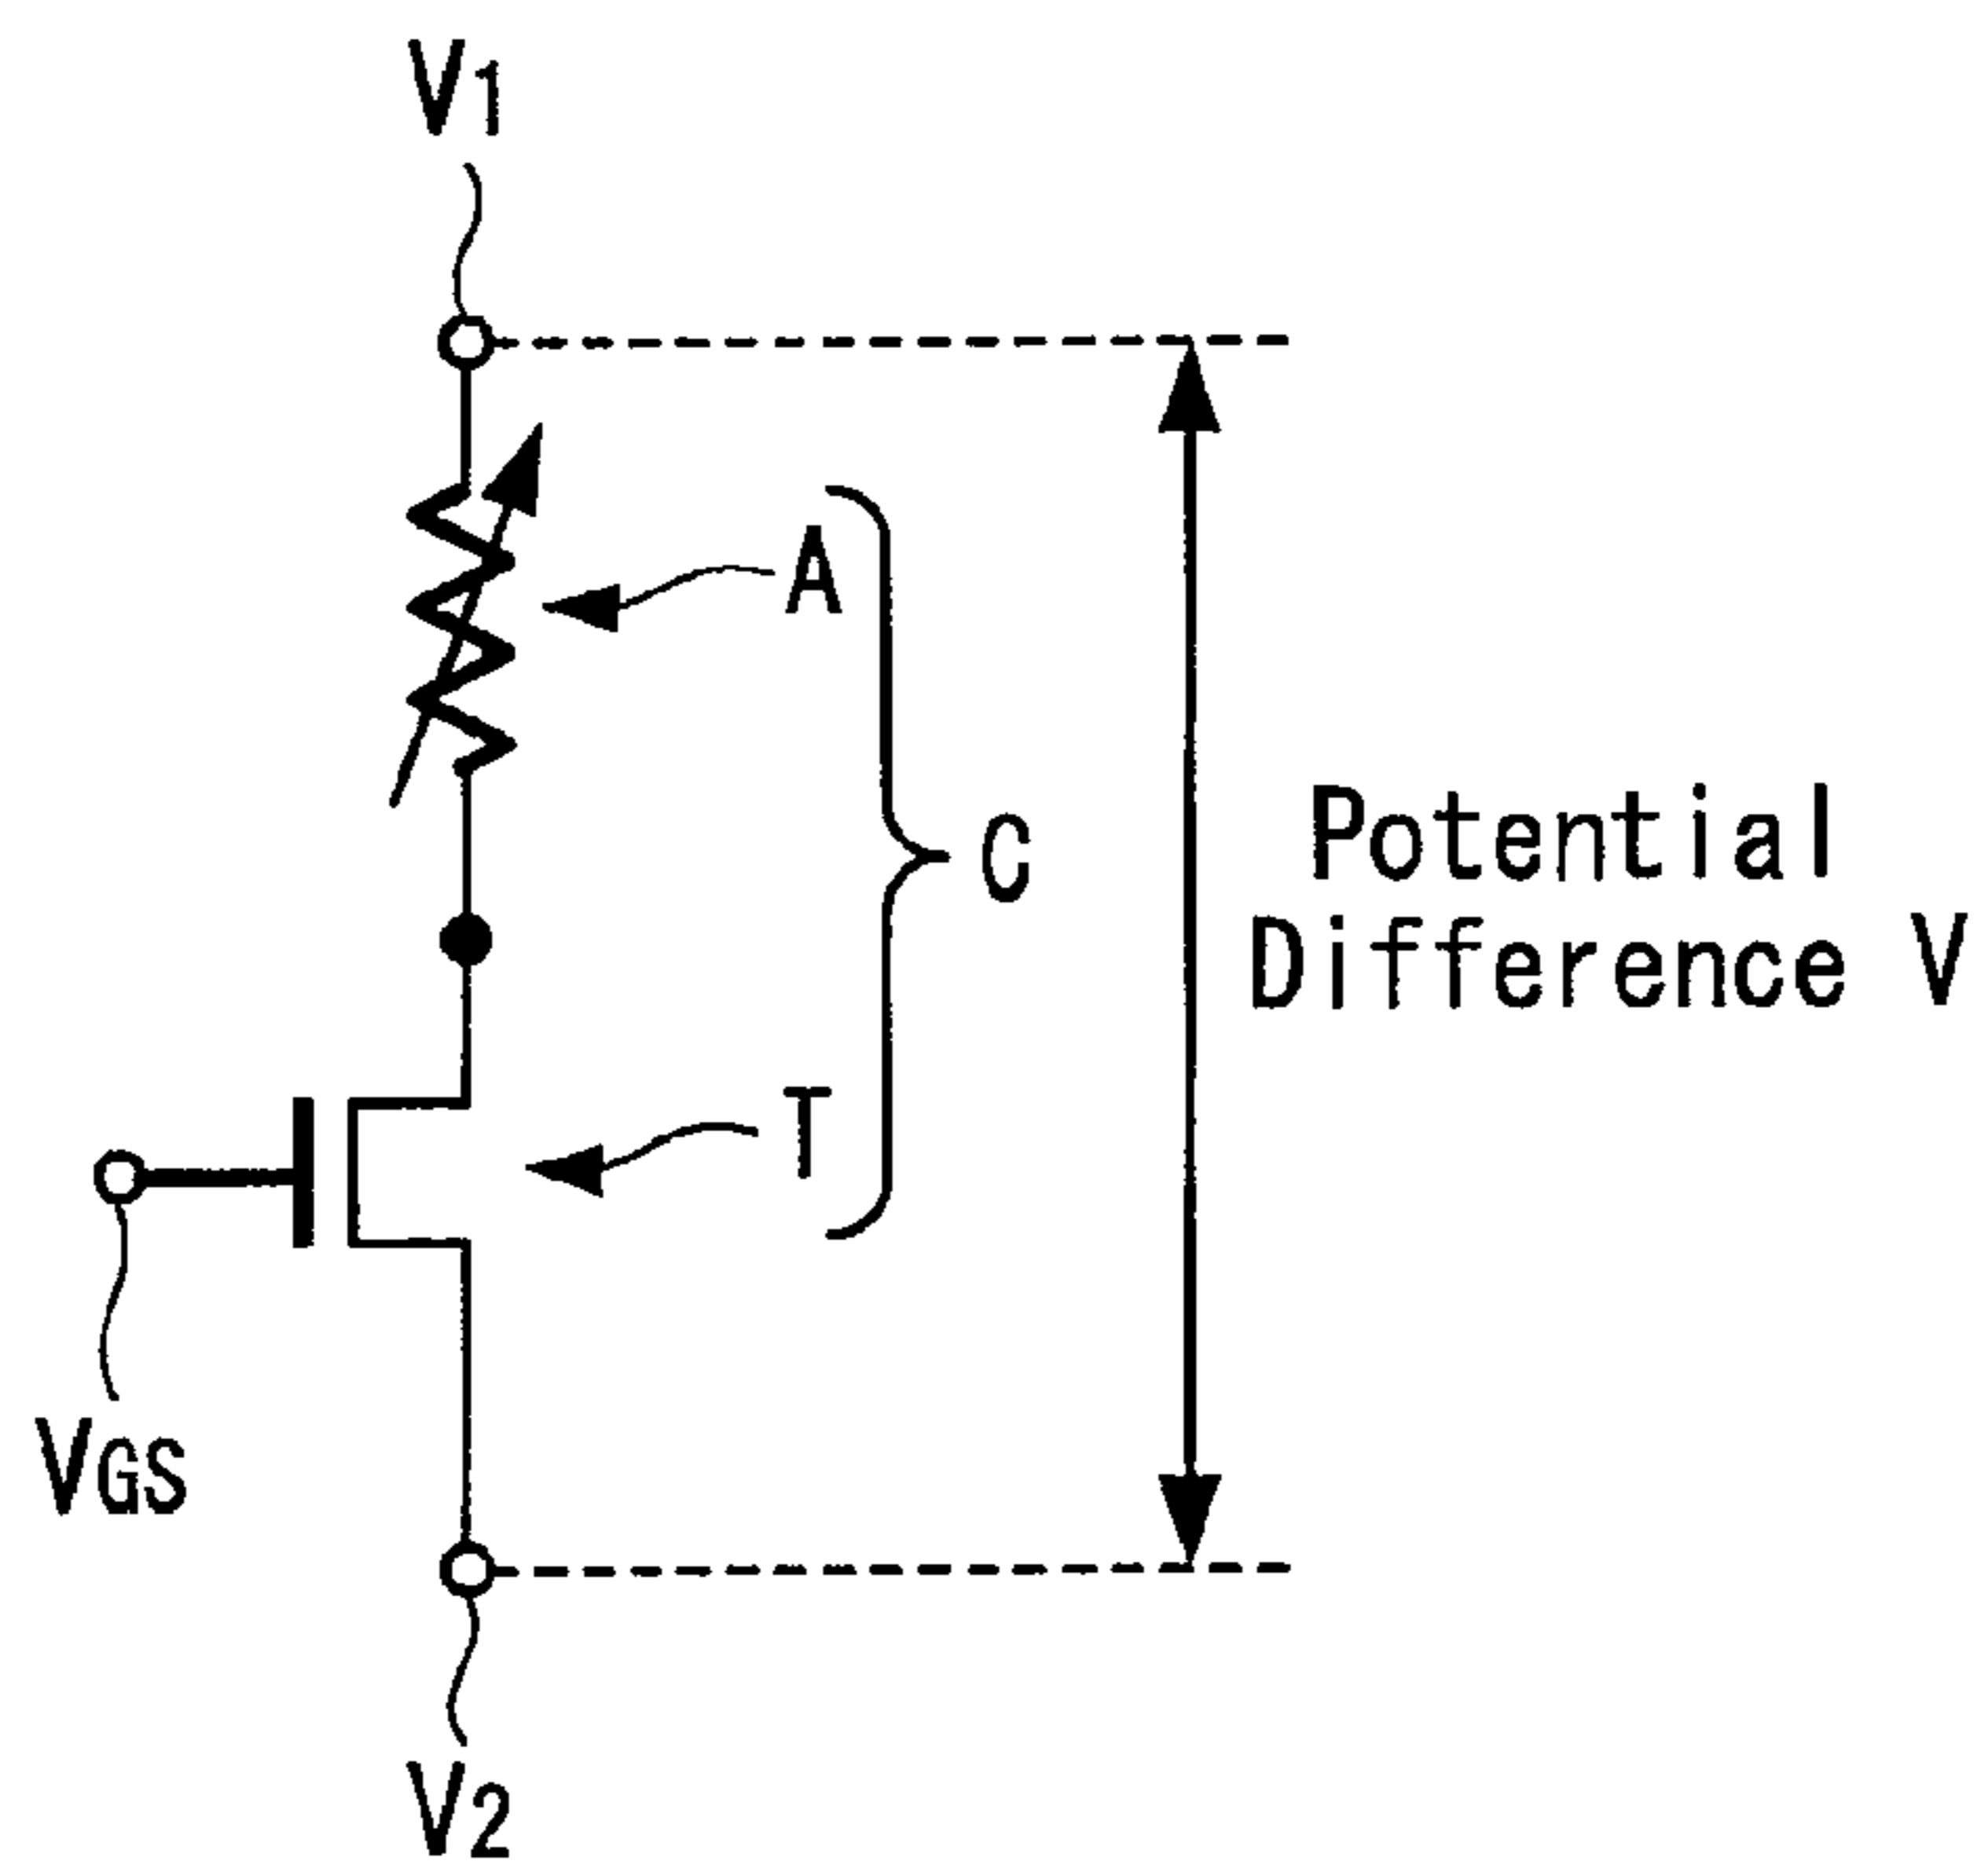 V1
A
C
Potential
Difference V
T
VGS
V2